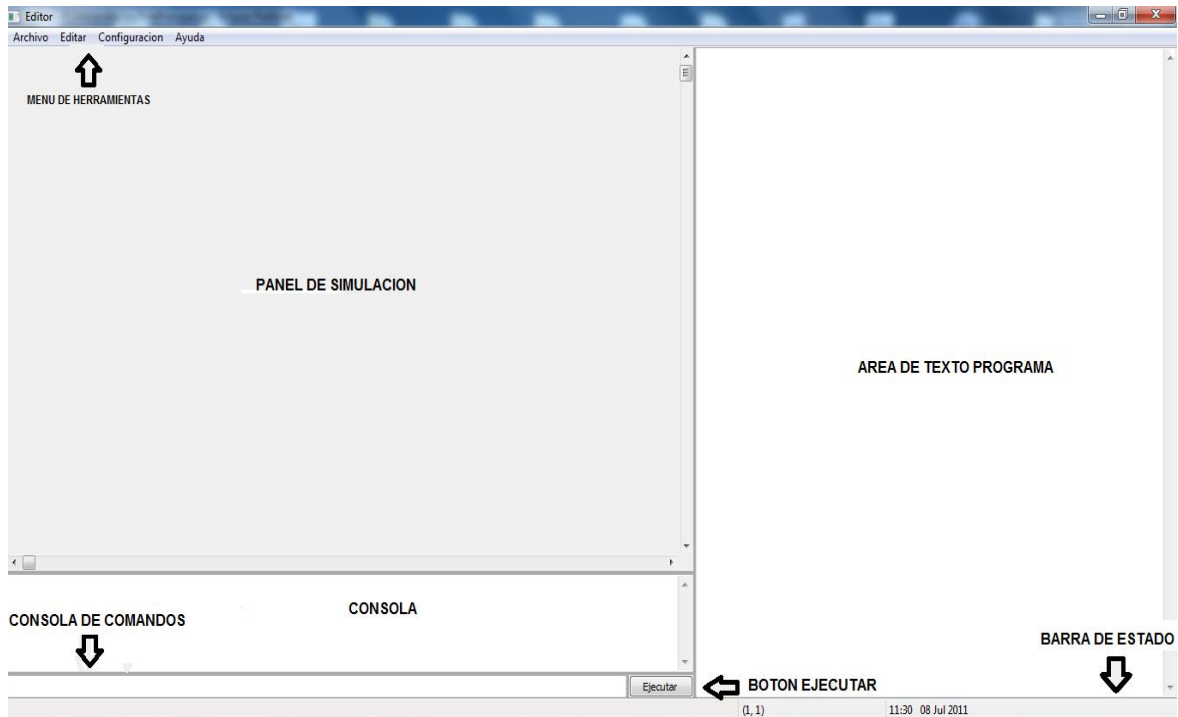 Editor
Archivo Editar Configuracion Ayuda
MENU DE HERRAMIENTAS
PANEL DE SIMULACION
AREA DE TEXTO PROGRAMA
CONSOLA
CONSOLA DE COMANDOS
BARRA DE ESTADO
Ejecutar
BOTON EJECUTAR
(1, 1)
11:30 08 Jul 2011